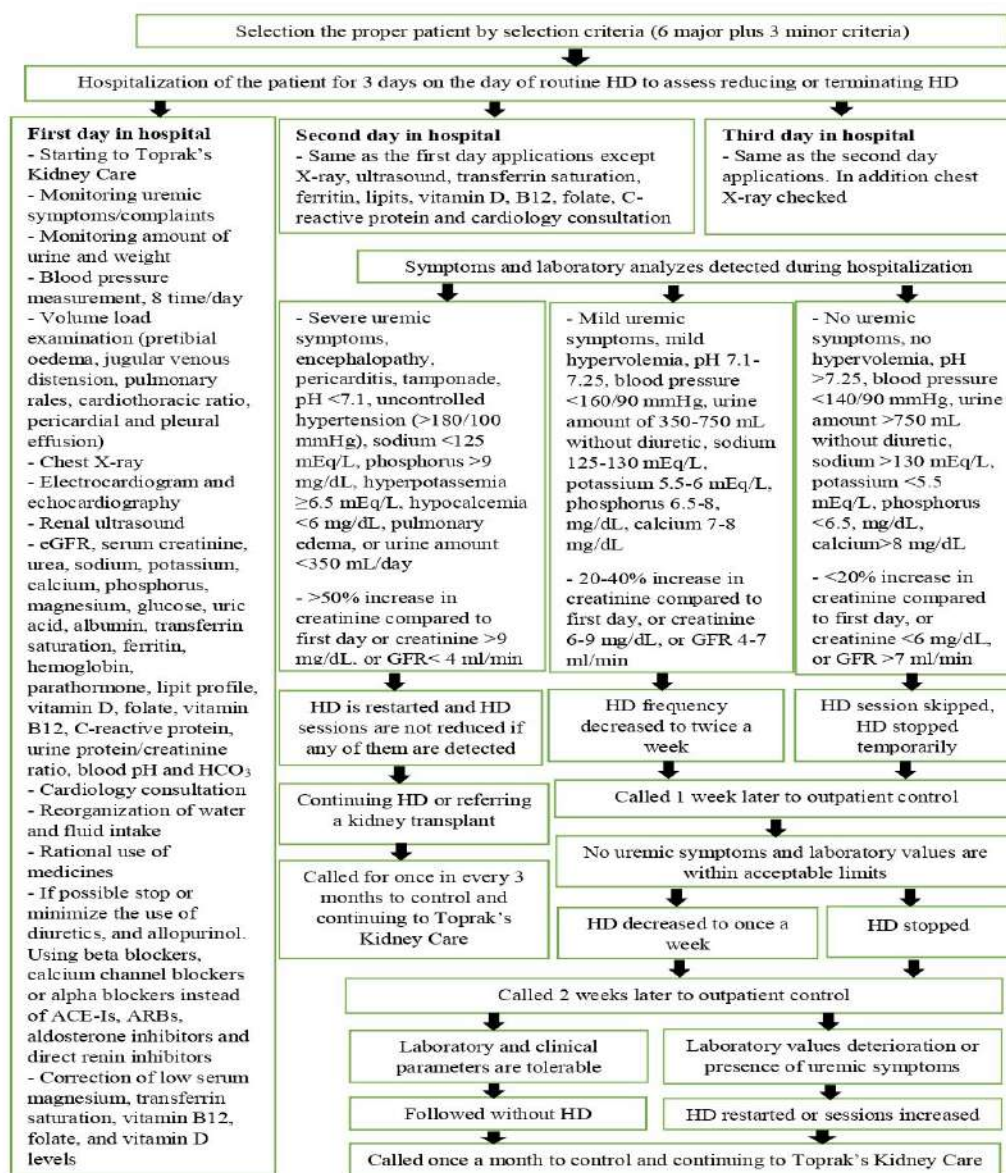 Selection the proper patient by selection criteria (6 major plus 3 minor criteria)
Hospitalization of the patient for 3 days on the day of routine HD to assess reducing or terminating HD
First day in hospital
- Starting to Toprak's
Kidney Care
- Monitoring uremic
symptoms/complaints
- Monitoring amount of
urine and weight
- Blood pressure
measurement, 8 time/day
- Volume load
examination (pretibial
oedema, jugular venous
distension, pulmonary
rales, cardiothoracic ratio,
pericardial and pleural
effusion)
- Chest X-ray
- Electrocardiogram and
echocardiography
- Renal ultrasound
- eGFR, serum creatinine,
urea, sodium, potassium,
calcium, phosphorus,
magnesium, glucose, uric
acid, albumin, transferrin
saturation, ferritin,
hemoglobin,
parathormone, lipit profile,
vitamin D, folate, vitamin
B12, C-reactive protein,
urine protein/creatinine
ratio, blood pH and HCO₃
- Cardiology consultation
- Reorganization of water
and fluid intake
- Rational use of
medicines
- If possible stop or
minimize the use of
diuretics, and allopurinol.
Using beta blockers,
calcium channel blockers
or alpha blockers instead
of ACE-Is, ARBs,
aldosterone inhibitors and
direct renin inhibitors
- Correction of low serum
magnesium, transferrin
saturation, vitamin B12,
folate, and vitamin D
levels
Second day in hospital
- Same as the first day applications except
X-ray, ultrasound, transferrin saturation,
ferritin, lipits, vitamin D, B12, folate, C-
reactive protein and cardiology consultation
Third day in hospital
- Same as the second day
applications. In addition chest
X-ray checked
Symptoms and laboratory analyzes detected during hospitalization
- Severe uremic
symptoms,
encephalopathy,
pericarditis, tamponade,
pH <7.1, uncontrolled
hypertension (>180/100
mmHg), sodium <125
mEq/L, phosphorus >9
mg/dL, hyperpotassemia
≥6.5 mEq/L, hypocalcemia
<6 mg/dL, pulmonary
edema, or urine amount
<350 mL/day
- >50% increase in
creatinine compared to
first day or creatinine >9
mg/dL. or GFR< 4 ml/min
- Mild uremic
symptoms, mild
hypervolemia, pH 7.1-
7.25, blood pressure
<160/90 mmHg, urine
amount of 350-750 mL
without diuretic, sodium
125-130 mEq/L,
potassium 5.5-6 mEq/L,
phosphorus 6.5-8,
mg/dL, calcium 7-8
mg/dL
- 20-40% increase in
creatinine compared to
first day, or creatinine
6-9 mg/dL, or GFR 4-7
ml/min
- No uremic
symptoms, no
hypervolemia, pH
>7.25, blood pressure
<140/90 mmHg, urine
amount >750 mL
without diuretic,
sodium >130 mEq/L,
potassium <5.5
mEq/L, phosphorus
<6.5, mg/dL,
calcium>8 mg/dL
- <20% increase in
creatinine compared
to first day, or
creatinine <6 mg/dL,
or GFR >7 ml/min
HD is restarted and HD
sessions are not reduced if
any of them are detected
HD frequency
decreased to twice a
week
HD session skipped,
HD stopped
temporarily
Continuing HD or referring
a kidney transplant
Called 1 week later to outpatient control
Called for once in every 3
months to control and
continuing to Toprak's
Kidney Care
No uremic symptoms and laboratory values are
within acceptable limits
HD decreased to once a
week
HD stopped
Called 2 weeks later to outpatient control
Laboratory and clinical
parameters are tolerable
Laboratory values deterioration or
presence of uremic symptoms
Followed without HD
HD restarted or sessions increased
Called once a month to control and continuing to Toprak's Kidney Care